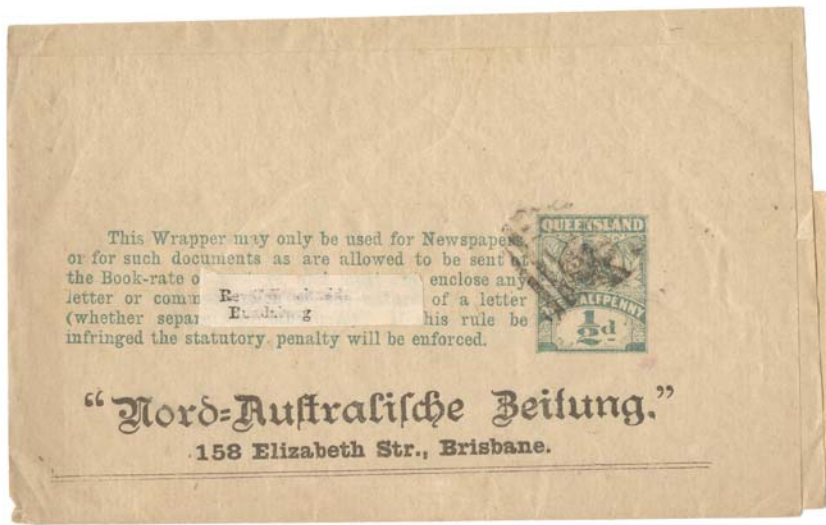 This Wrapper may only be used for Newspapers
or for such documents as are allowed to be sent at
the Book-rate o enclose any
letter or comm of a letter
(whether separ his rule be
infringed the statutory penalty will be enforced.
Bundaberg
QUEENSLAND
HALFPENNY
½d
“Nord=Auſtraliſche Zeitung.”
158 Elizabeth Str., Brisbane.